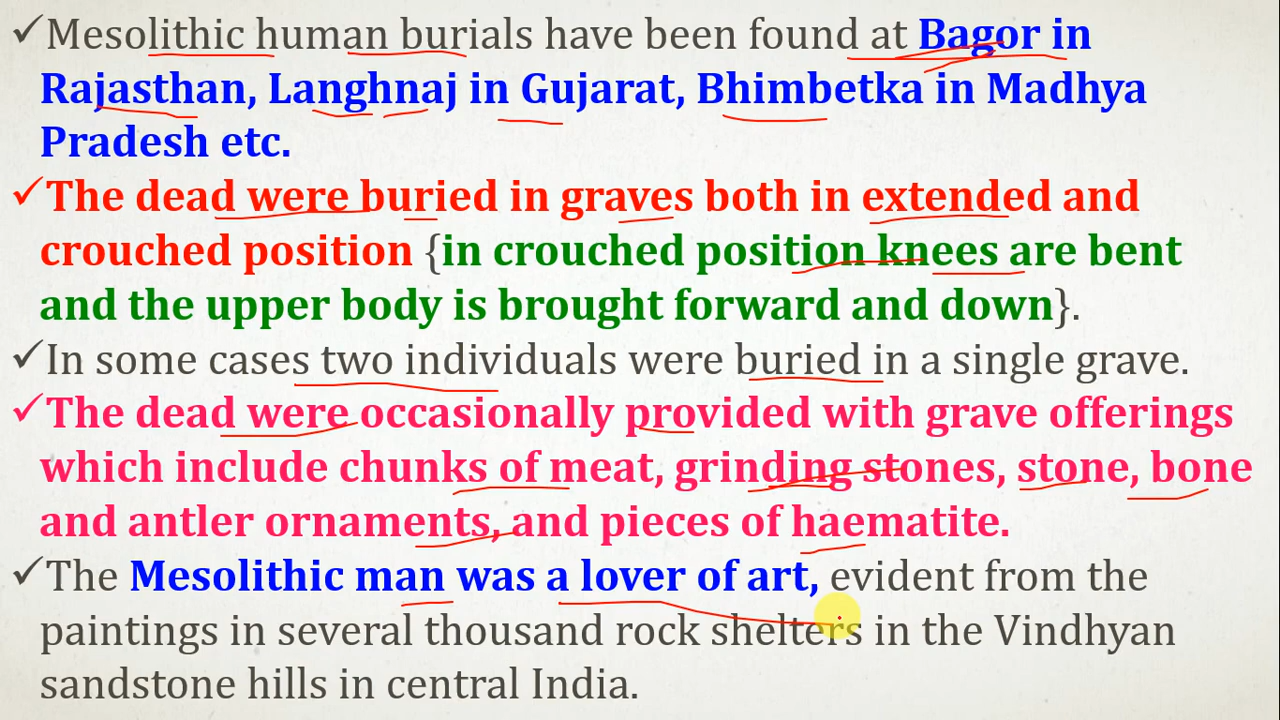 ✓Mesolithic human burials have been found at Bagor in
Rajasthan, Langhnaj in Gujarat, Bhimbetka in Madhya
Pradesh etc.
✓The dead were buried in graves both in extended and
crouched position {in crouched position knees are bent
and the upper body is brought forward and down}.
✓In some cases two individuals were buried in a single grave.
✓The dead were occasionally provided with grave offerings
which include chunks of meat, grinding stones, stone, bone
and antler ornaments, and pieces of haematite.
✓The Mesolithic man was a lover of art, evident from the
paintings in several thousand rock shelters in the Vindhyan
sandstone hills in central India.